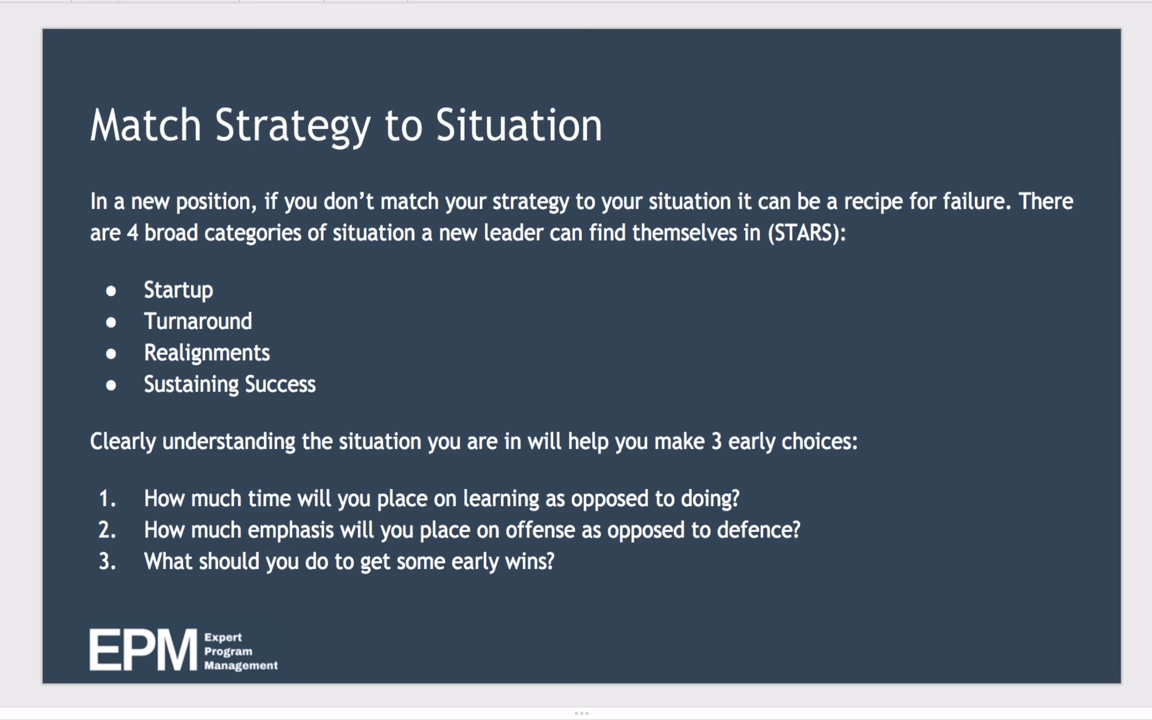 Match Strategy to Situation
In a new position, if you don’t match your strategy to your situation it can be a recipe for failure. There
are 4 broad categories of situation a new leader can find themselves in (STARS):
● Startup
● Turnaround
● Realignments
● Sustaining Success
Clearly understanding the situation you are in will help you make 3 early choices:
1. How much time will you place on learning as opposed to doing?
2. How much emphasis will you place on offense as opposed to defence?
3. What should you do to get some early wins?
EPM
Expert
Program
Management